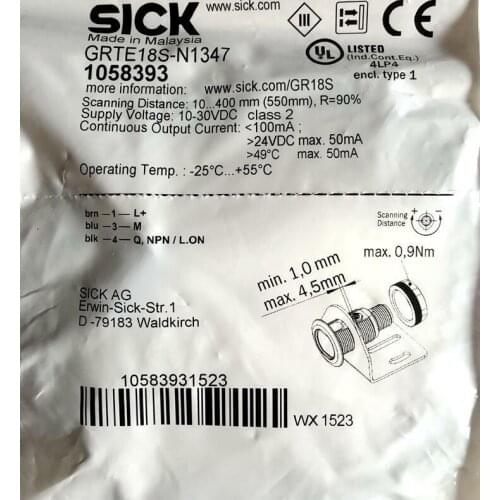 SICK
www.sick.com
Made in Malaysia
GRTE18S-N1347
1058393
more information: www.sick.com/GR18S
III
UL LISTED
(Ind.Cont.Eq.)
4LP4
encl. type 1
Scanning Distance: 10...400 mm (550mm), R=90%
Supply Voltage: 10-30VDC class 2
Continuous Output Current: <100mA ;
>24VDC max. 50mA
>49°C max. 50mA
Operating Temp. : -25°C...+55°C
brn –1– L+
blu –3– M
blk –4– Q, NPN / L.ON
Scanning
Distance
max. 0,9Nm
min. 1,0 mm
max. 4,5mm
SICK AG
Erwin-Sick-Str.1
D -79183 Waldkirch
10583931523
WX 1523